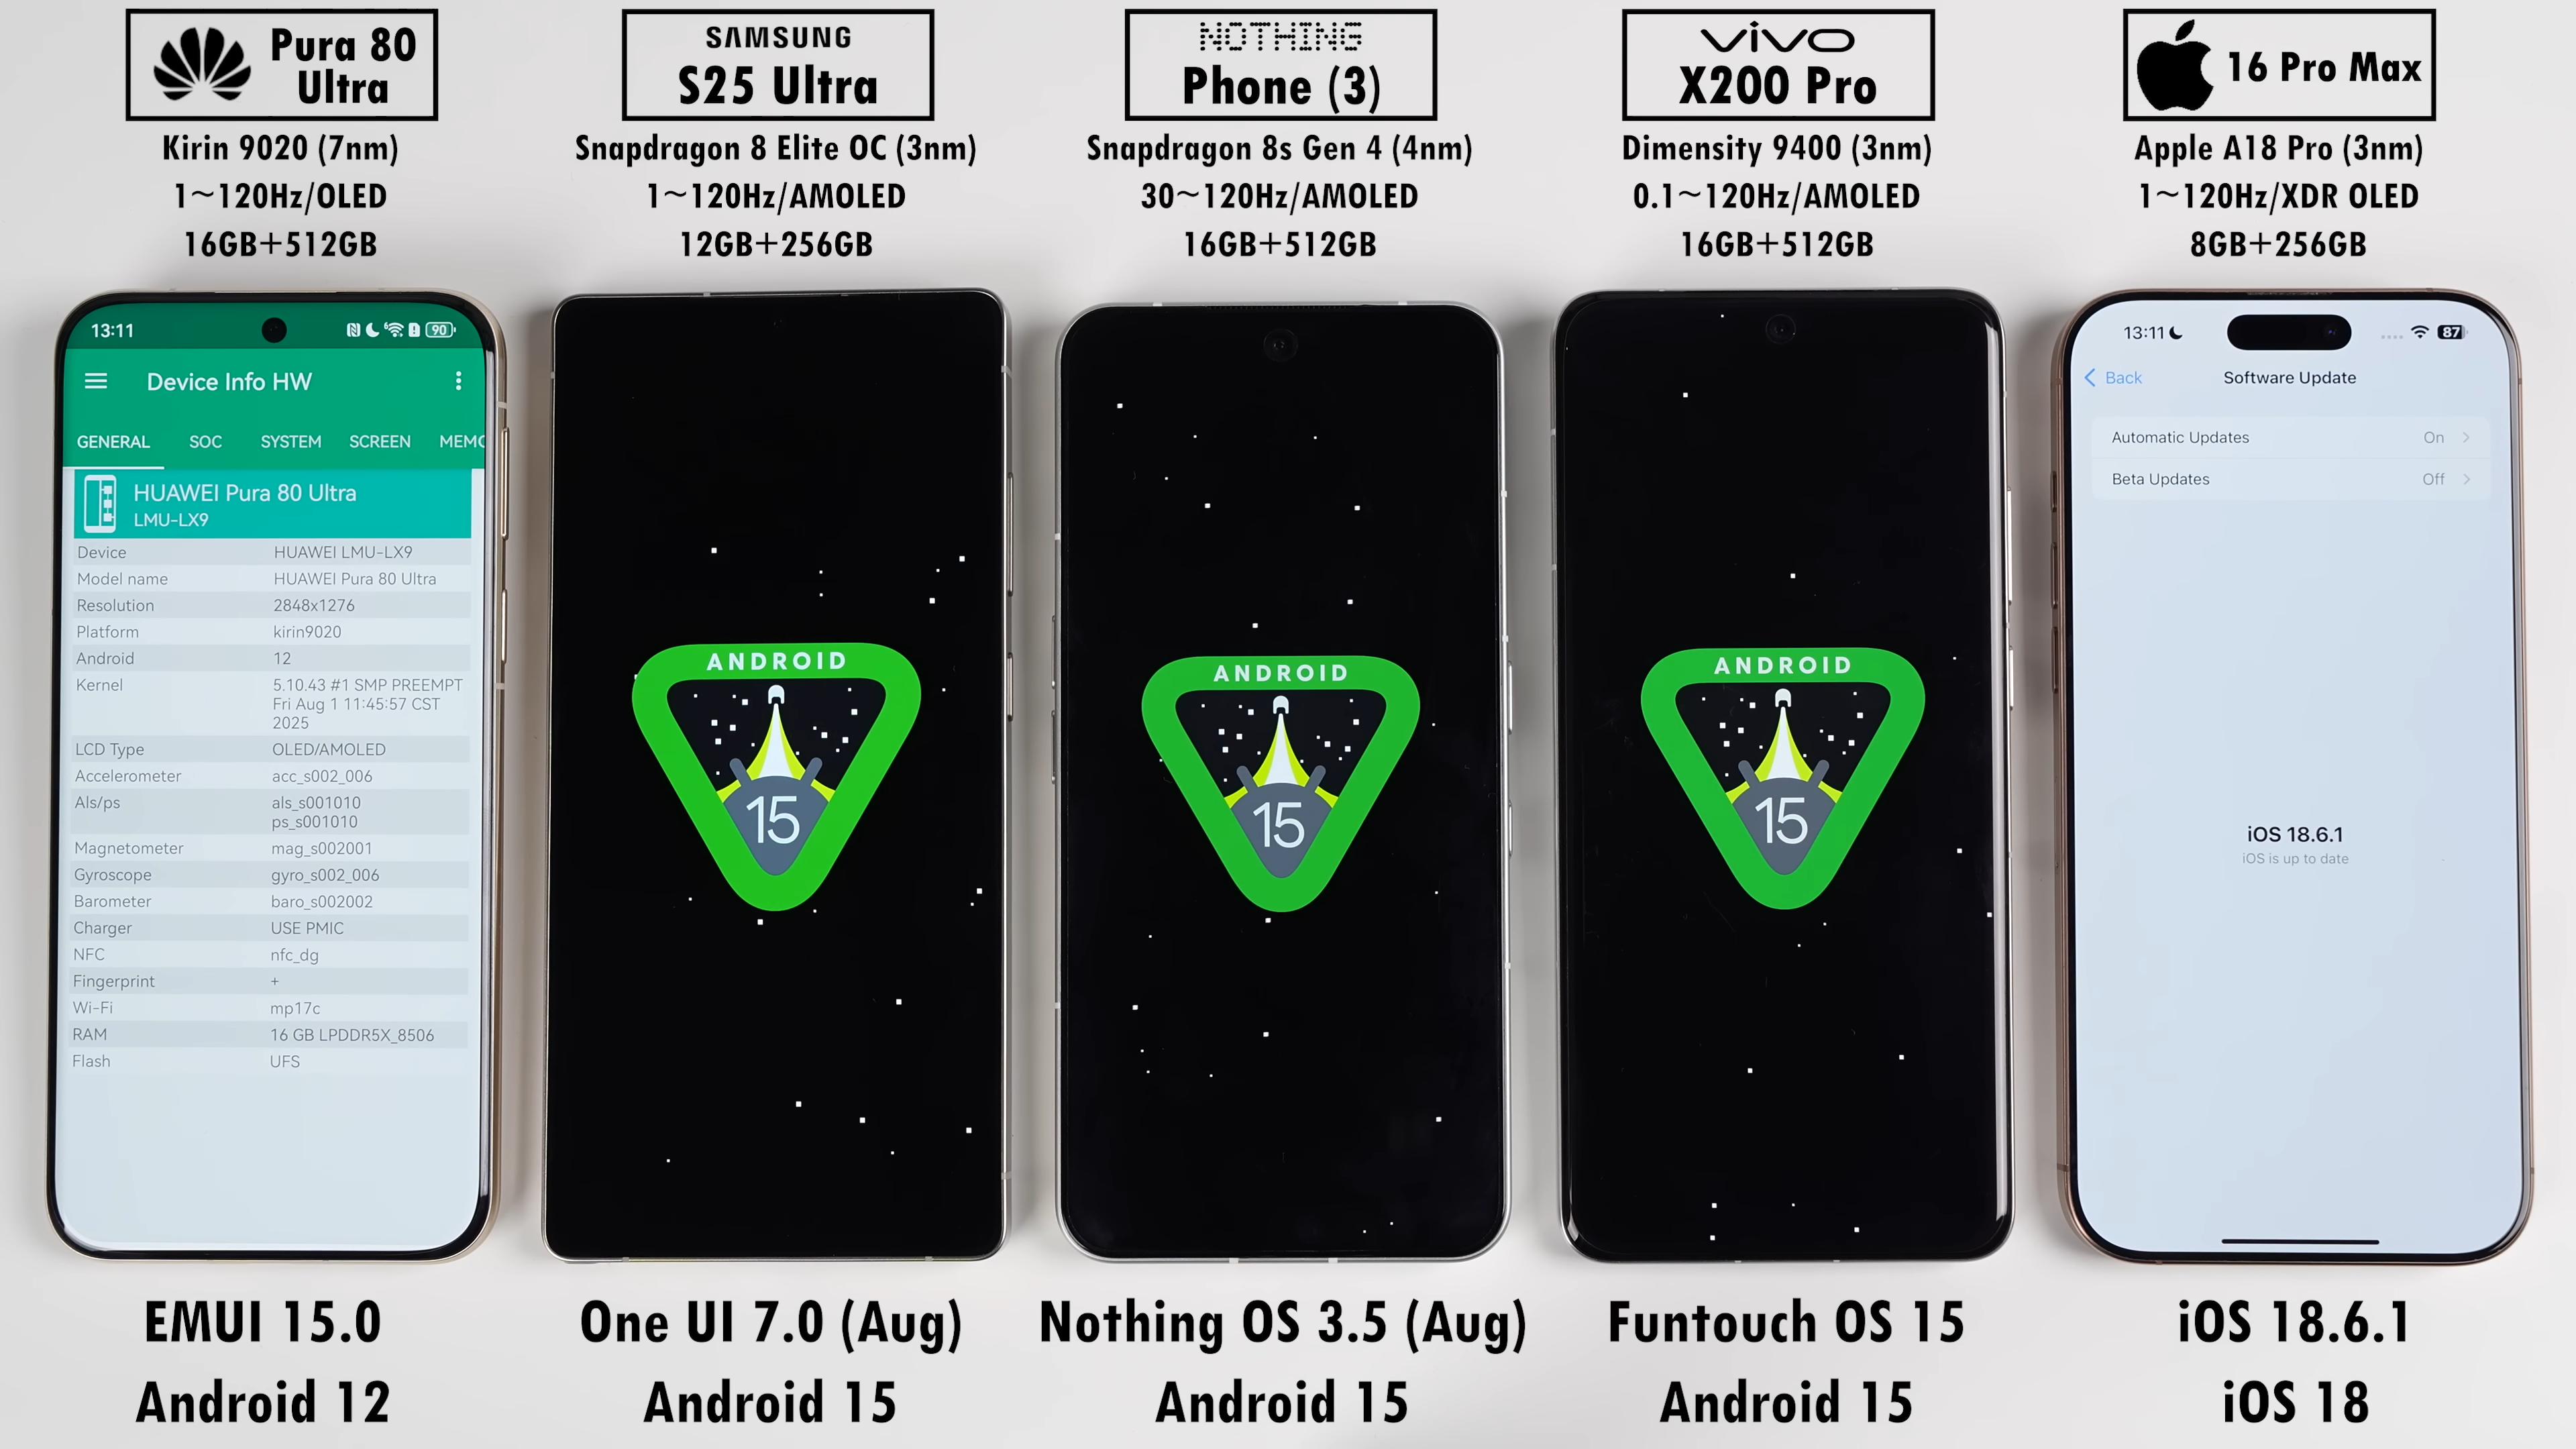 Pura 80
Ultra
Kirin 9020 (7nm)
1~120Hz/OLED
16GB+512GB
SAMSUNG
S25 Ultra
Snapdragon 8 Elite OC (3nm)
1~120Hz/AMOLED
12GB+256GB
NOTHING
Phone (3)
Snapdragon 8s Gen 4 (4nm)
30~120Hz/AMOLED
16GB+512GB
vivo
X200 Pro
Dimensity 9400 (3nm)
0.1~120Hz/AMOLED
16GB+512GB
16 Pro Max
Apple A18 Pro (3nm)
1~120Hz/XDR OLED
8GB+256GB
13:11
90
Device Info HW
GENERAL SOC SYSTEM SCREEN MEMO
HUAWEI Pura 80 Ultra
LMU-LX9
Device HUAWEI LMU-LX9
Model name HUAWEI Pura 80 Ultra
Resolution 2848x1276
Platform kirin9020
Android 12
Kernel 5.10.43 #1 SMP PREEMPT
Fri Aug 1 11:45:57 CST
2025
LCD Type OLED/AMOLED
Accelerometer acc_s002_006
Als/ps als_s001010
ps_s001010
Magnetometer mag_s002001
Gyroscope gyro_s002_006
Barometer baro_s002002
Charger USE PMIC
NFC nfc_dg
Fingerprint +
Wi-Fi mp17c
RAM 16 GB LPDDR5X_8506
Flash UFS
ANDROID
15
ANDROID
15
ANDROID
15
13:11
87
Back Software Update
Automatic Updates On
Beta Updates Off
iOS 18.6.1
iOS is up to date
EMUI 15.0
Android 12
One UI 7.0 (Aug)
Android 15
Nothing OS 3.5 (Aug)
Android 15
Funtouch OS 15
Android 15
iOS 18.6.1
iOS 18